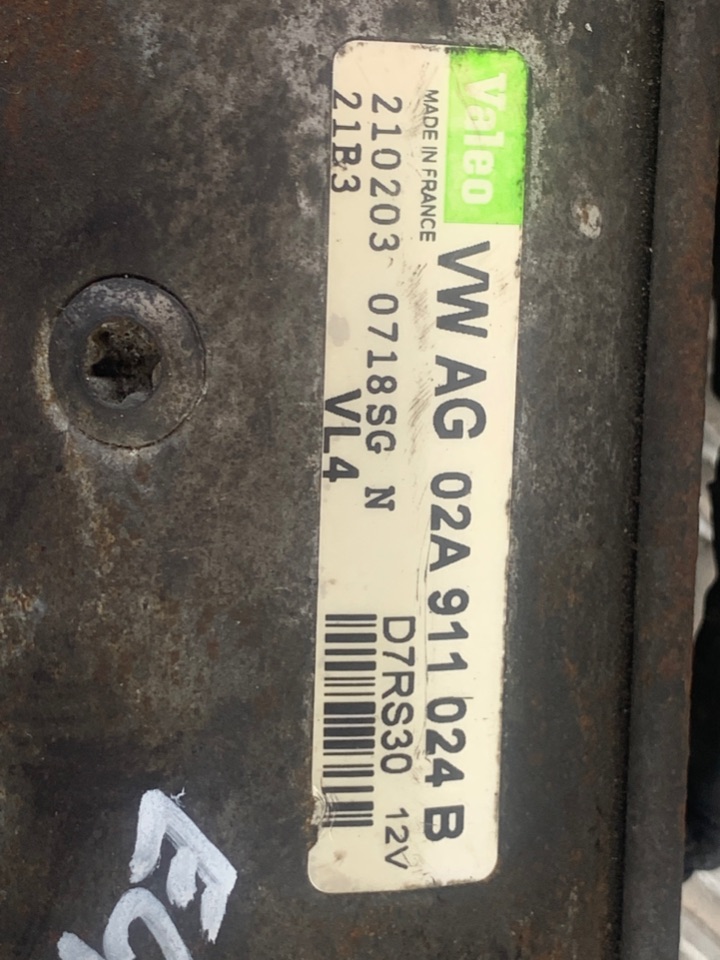 Valeo
MADE IN FRANCE
VW AG 02A 911 024 B
210203 0718SG N
D7RS30 12V
21B3
VL4